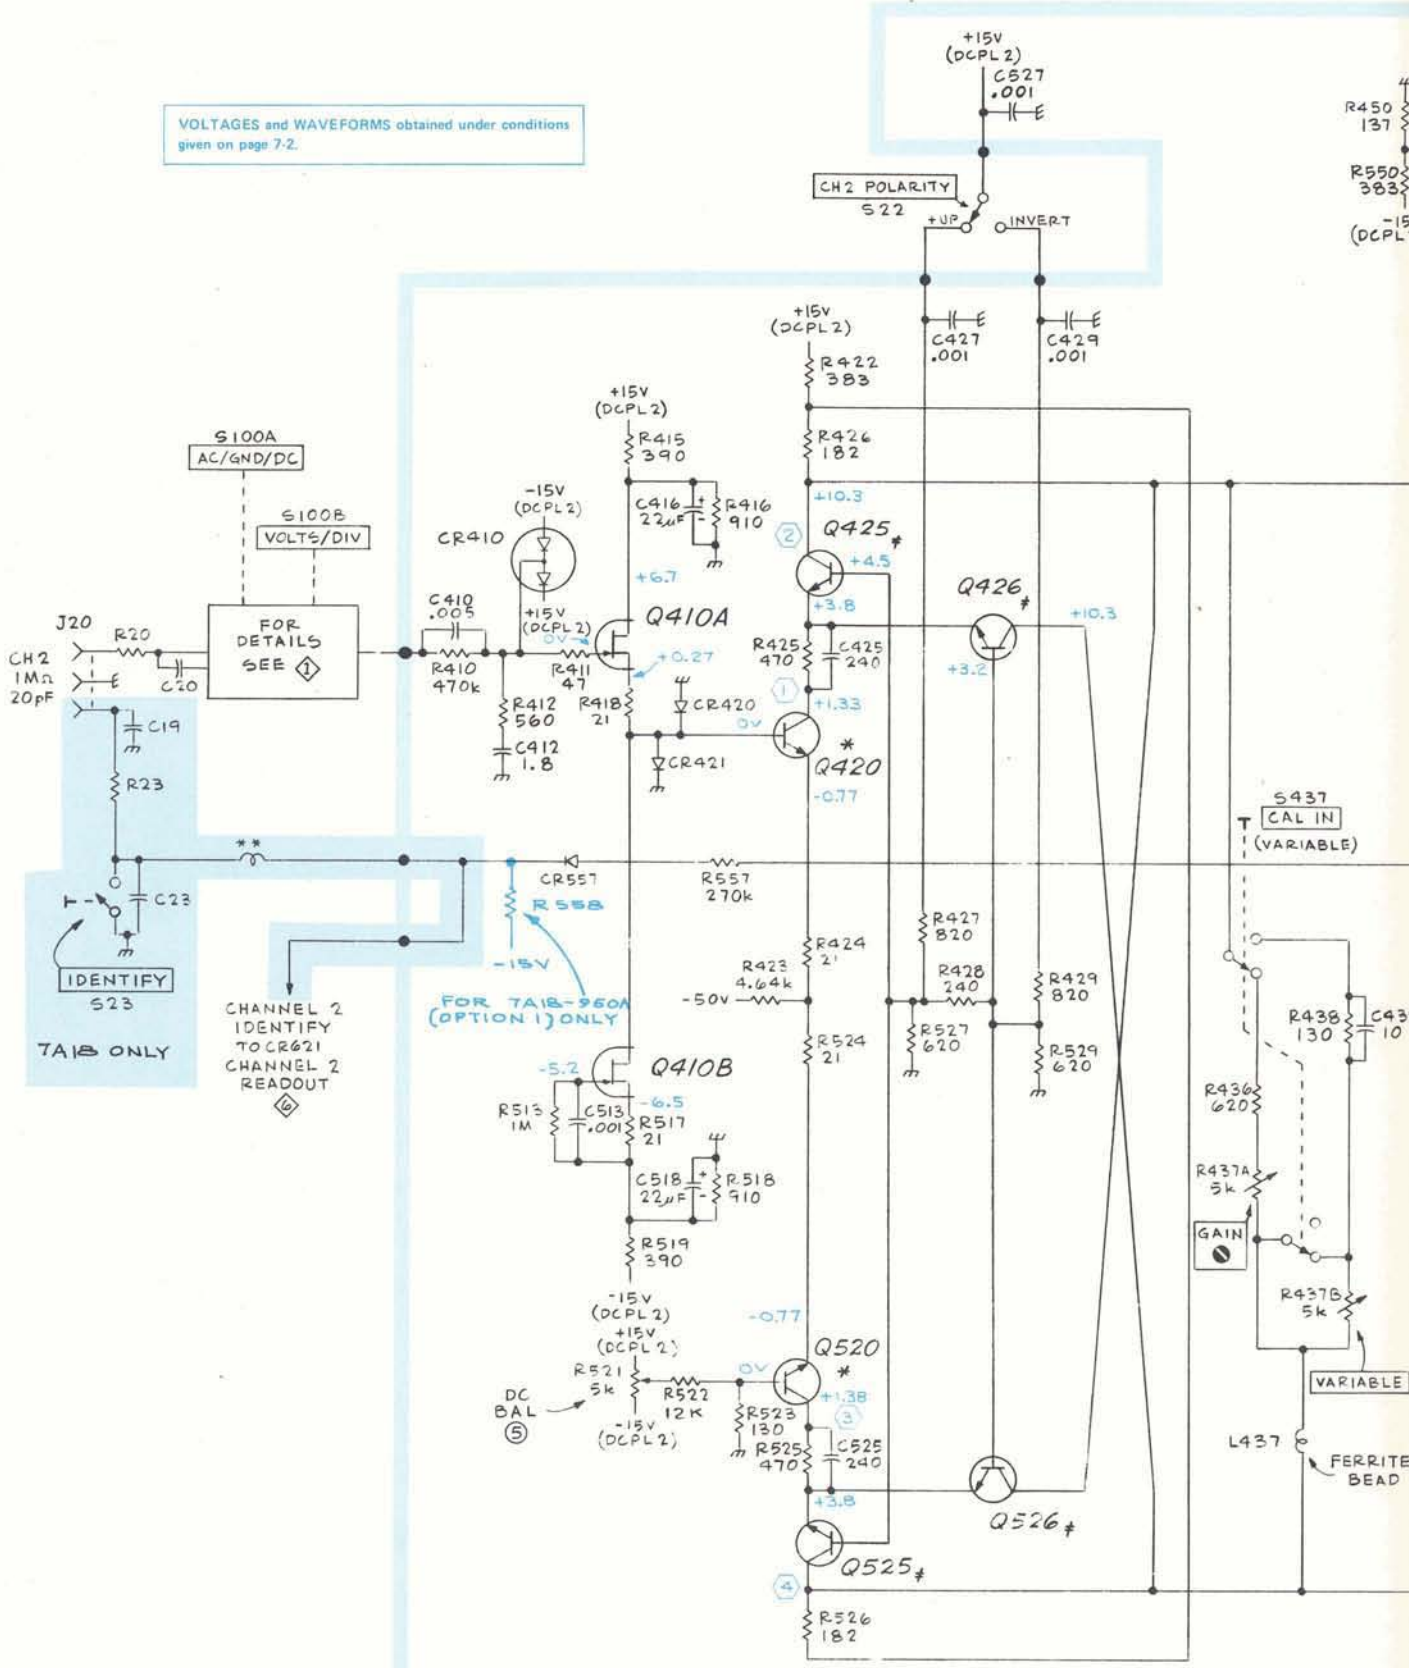 +15V
(DCPL 2)
C527
.001
VOLTAGES and WAVEFORMS obtained under conditions
given on page 7-2.
R450
137
R550
383
-15
(DCPL
CH2 POLARITY
S22
+UP
INVERT
+15V
(DCPL 2)
C427
.001
C429
.001
R422
383
+15V
(DCPL 2)
R415
390
R426
182
S100A
AC/GND/DC
S100B
VOLTS/DIV
-15V
(DCPL 2)
CR410
C416
22µF
+
-
R416
910
+10.3
2
Q425‡
+4.5
+6.7
+3.8
Q426‡
+10.3
J20
R20
CH2
1MΩ
20pF
C20
FOR
DETAILS
SEE 1
C410
.005
R410
470k
+15V
(DCPL 2)
0V
Q410A
+0.27
R411
47
R418
21
R412
560
C412
1.8
CR420
CR421
R425
470
C425
240
+3.2
1
+1.33
0V
*
Q420
-0.77
C19
R23
**
C23
IDENTIFY
S23
7A18 ONLY
CHANNEL 2
IDENTIFY
TO CR621
CHANNEL 2
READOUT
6
CR557
R557
270k
R558
-15V
FOR 7A18-950A
(OPTION 1) ONLY
S437
CAL IN
(VARIABLE)
R427
820
R424
21
R423
4.64k
-50V
R428
240
R429
820
R524
21
R527
620
R529
620
R438
130
C43
10
-5.2
Q410B
-6.5
R513
1M
C513
.001
R517
21
R436
620
C518
22µF
+
-
R518
910
R437A
5k
GAIN
R519
390
-15V
(DCPL 2)
R437B
5k
VARIABLE
+15V
(DCPL 2)
-0.77
Q520
*
R521
5k
DC
BAL
5
R522
12K
0V
+1.38
3
-15V
(DCPL 2)
R523
130
R525
470
C525
240
L437
FERRITE
BEAD
+3.8
Q526‡
Q525‡
4
R526
182